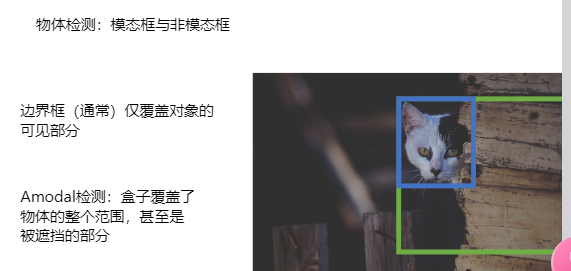 物体检测：模态框与非模态框
边界框（通常）仅覆盖对象的
可见部分
Amodal检测：盒子覆盖了
物体的整个范围，甚至是
被遮挡的部分